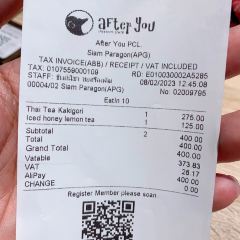 after you
Dessert Cafe
After You PCL.
Siam Paragon(APG)
TAX INVOICE(ABB) / RECEIPT / VAT INCLUDED
TAX: 0107559000109 RD: E010030002A5285
STAFF: 08/02/2023 12:45:08
00004/02 Siam Paragon(APG) No: 02009795
EatIn 10
Thai Tea Kakigori 1 275.00
Iced honey lemon tea 1 125.00
Subtotal 2 400.00
Total 400.00
Grand Total 400.00
Vatable 373.83
VAT 26.17
AliPay 400.00
CHANGE 0.00
Register Member please scan